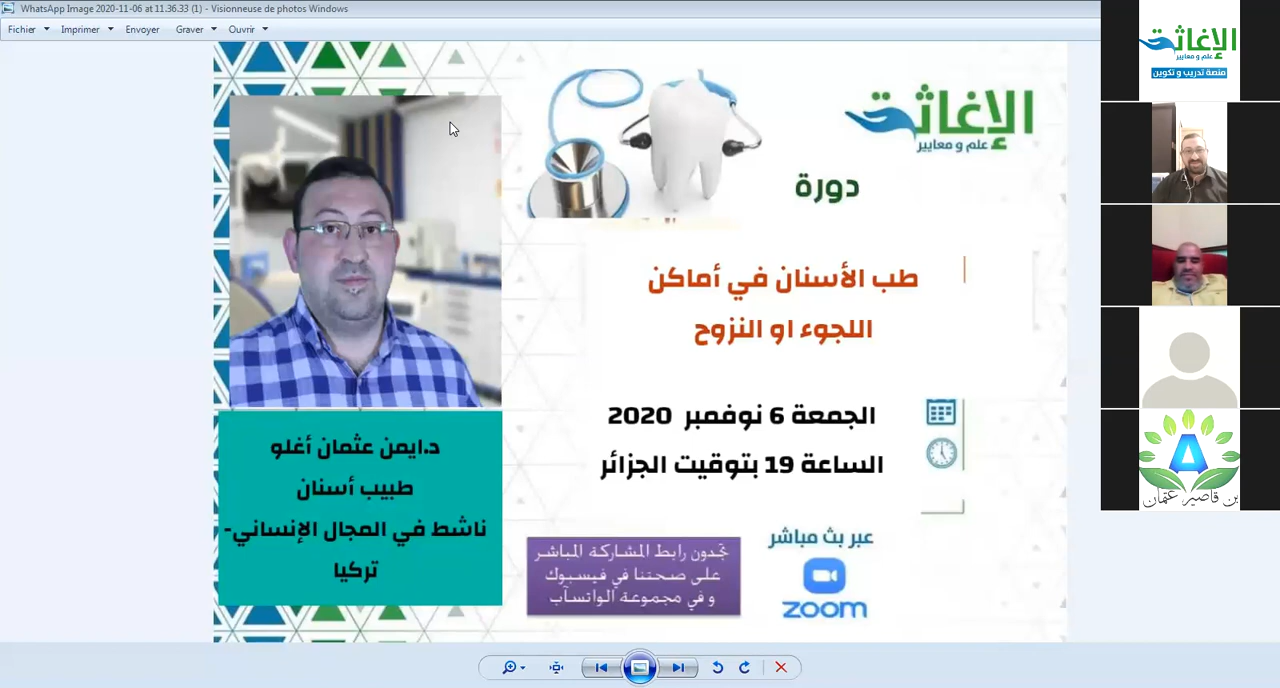 WhatsApp Image 2020-11-06 at 11.36.33 (1) - Visionneuse de photos Windows
Fichier Imprimer Envoyer Graver Ouvrir
الإغاثة
علم و معايير
دورة
طب الأسنان في أماكن
اللجوء او النزوح
الجمعة 6 نوفمبر 2020
الساعة 19 بتوقيت الجزائر
د.ايمن عثمان أغلو
طبيب أسنان
ناشط في المجال الإنساني-
تركيا
عبر بث مباشر
zoom
تجدون رابط المشاركة المباشر
على صحتنا في فيسبوك
و في مجموعة الواتسآب
الإغاثة
علم و معايير
منصة تدريب و تكوين
A
بن قاصير عثمان